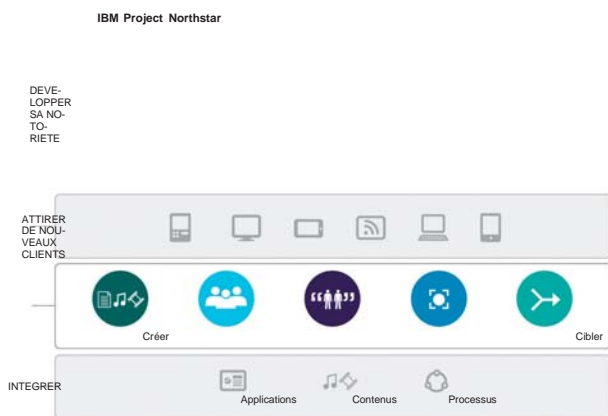 IBM Project Northstar
DEVE-
LOPPER
SA NO-
TO-
RIETE
ATTIRER
DE NOU-
VEAUX
CLIENTS
Créer
Cibler
INTEGRER
Applications
Contenus
Processus